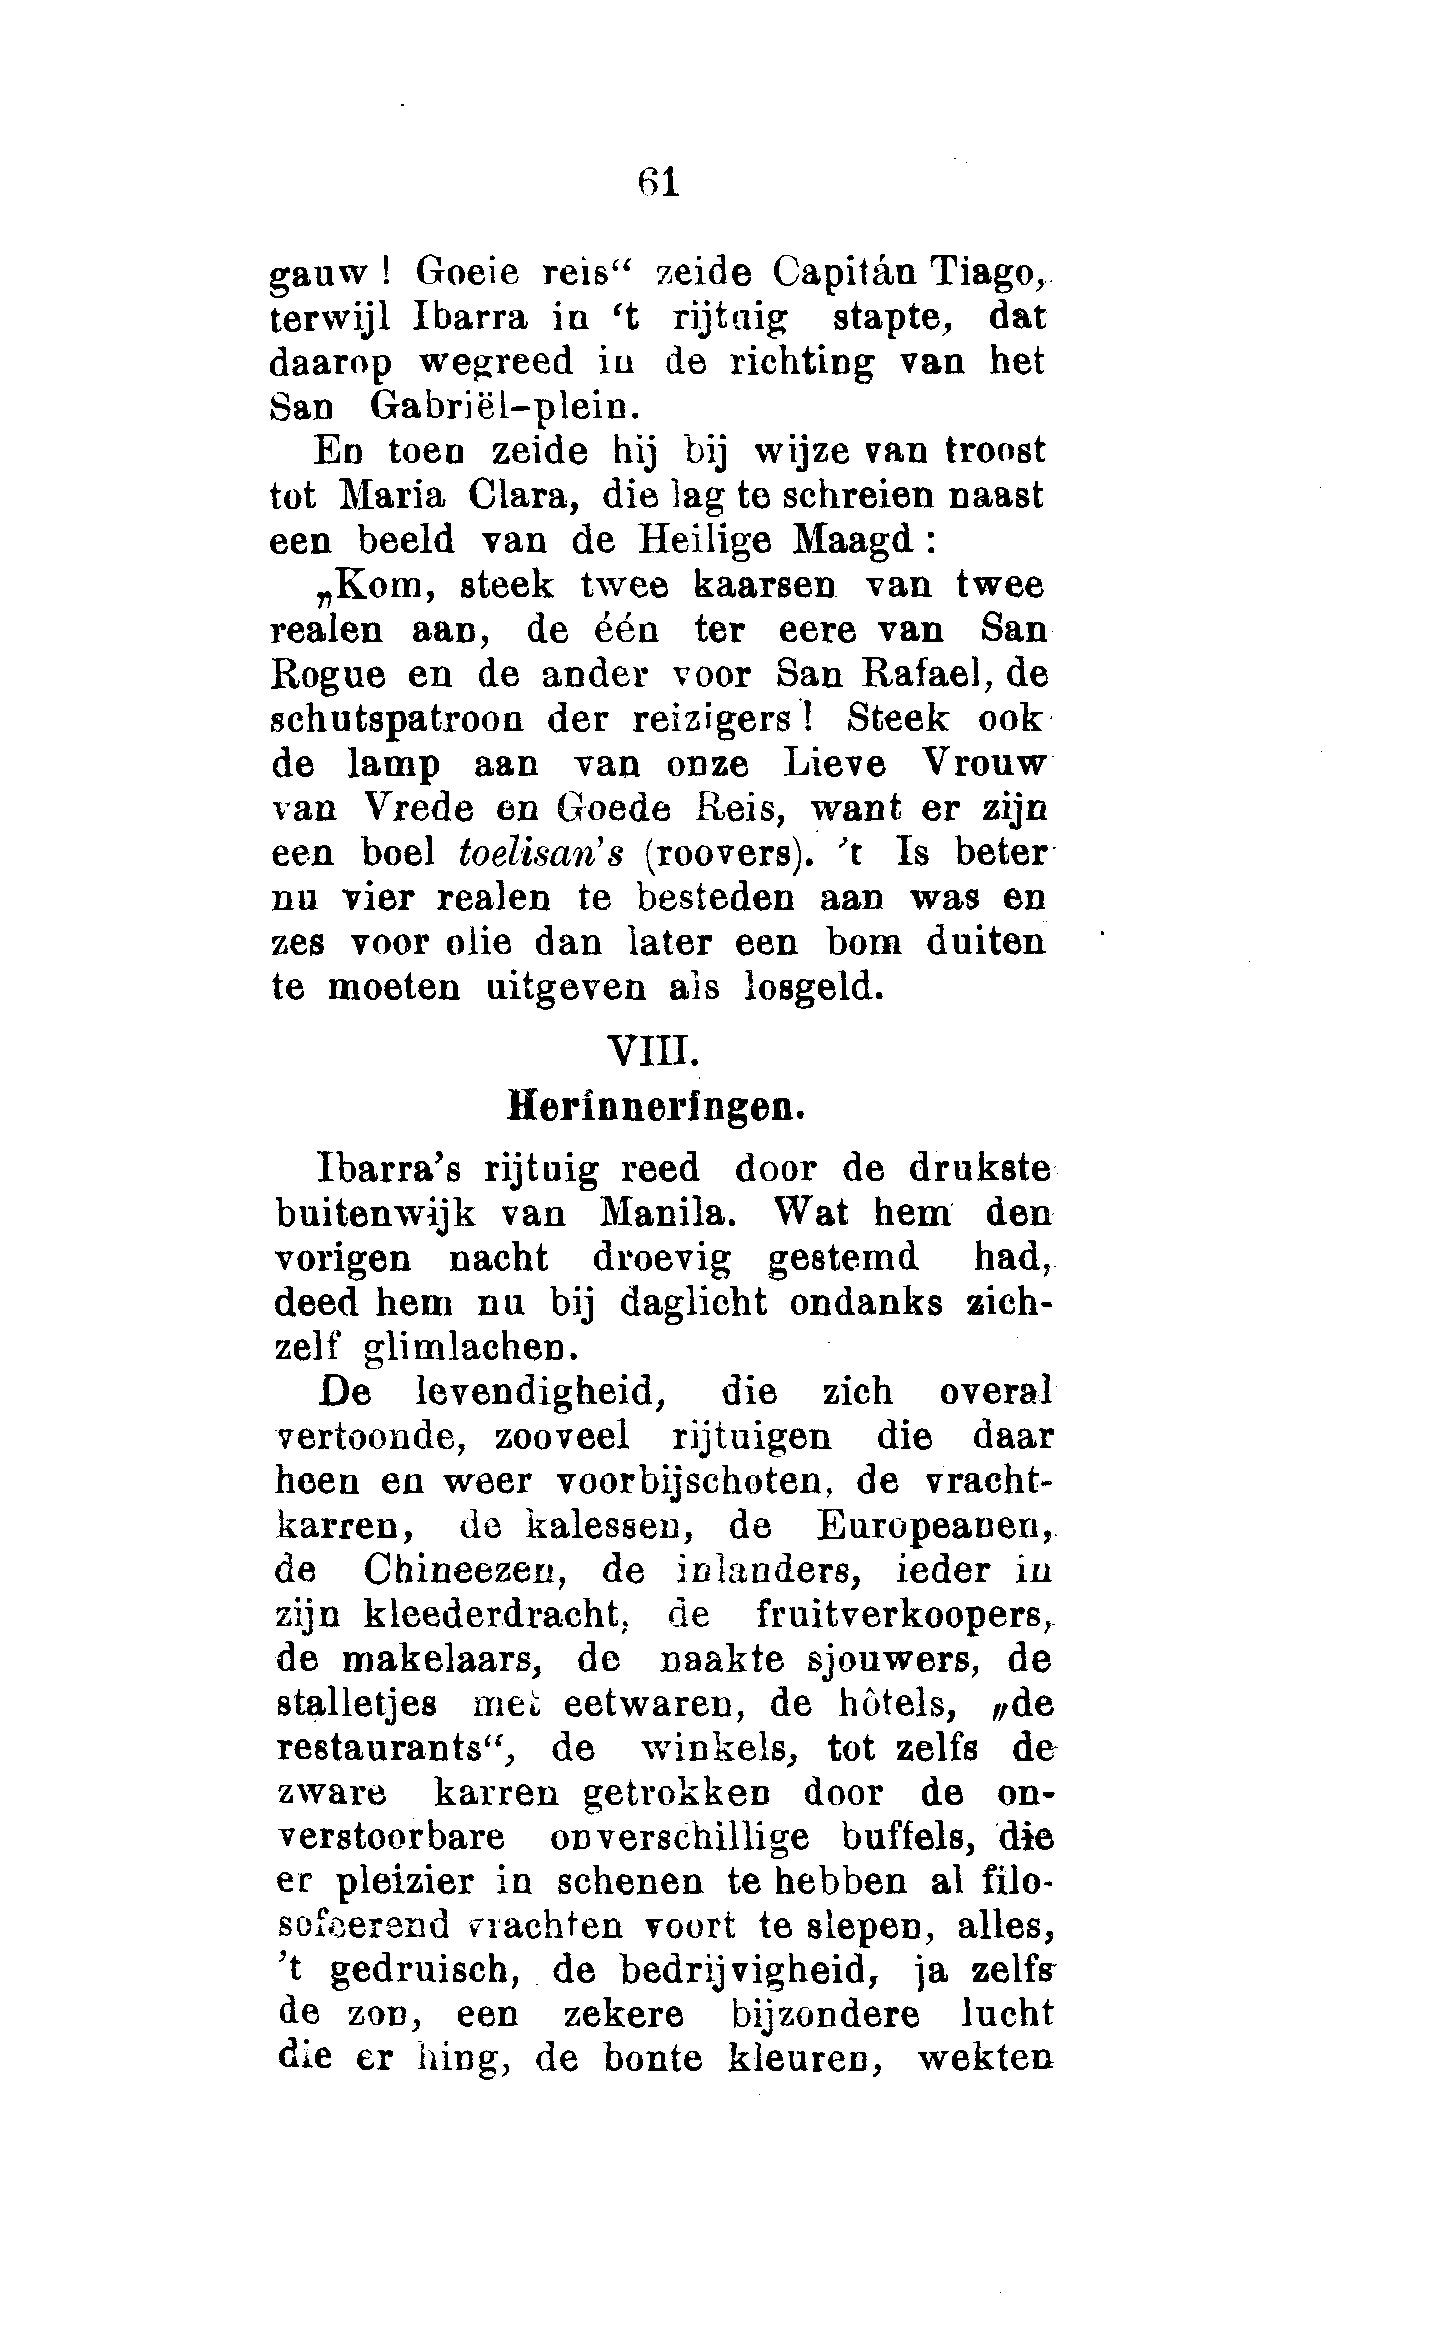 61
gauw ! Goeie reis“ zeide Capitán Tiago,
terwijl Ibarra in ‘t rijtuig stapte, dat
daarop wegreed in de richting van het
San Gabriël-plein.
En toen zeide hij bij wijze van troost
tot Maria Clara, die lag te schreien naast
een beeld van de Heilige Maagd :
„Kom, steek twee kaarsen van twee
realen aan, de één ter eere van San
Rogue en de ander voor San Rafael, de
schutspatroon der reizigers! Steek ook
de lamp aan van onze Lieve Vrouw
van Vrede en Goede Reis, want er zijn
een boel toelisan's (roovers). 't Is beter
nu vier realen te besteden aan was en
zes voor olie dan later een bom duiten
te moeten uitgeven als losgeld.
VIII.
Herinneringen.
Ibarra's rijtuig reed door de drukste
buitenwijk van Manila. Wat hem den
vorigen nacht droevig gestemd had,
deed hem nu bij daglicht ondanks zich-
zelf glimlachen.
De levendigheid, die zich overal
vertoonde, zooveel rijtuigen die daar
heen en weer voorbijschoten, de vracht-
karren, de kalessen, de Europeanen,
de Chineezen, de inlanders, ieder in
zijn kleederdracht, de fruitverkoopers,
de makelaars, de naakte sjouwers, de
stalletjes met eetwaren, de hôtels, „de
restaurants“, de winkels, tot zelfs de
zware karren getrokken door de on-
verstoorbare onverschillige buffels, die
er pleizier in schenen te hebben al filo-
sofeerend vrachten voort te slepen, alles,
't gedruisch, de bedrijvigheid, ja zelfs
de zon, een zekere bijzondere lucht
die er hing, de bonte kleuren, wekten